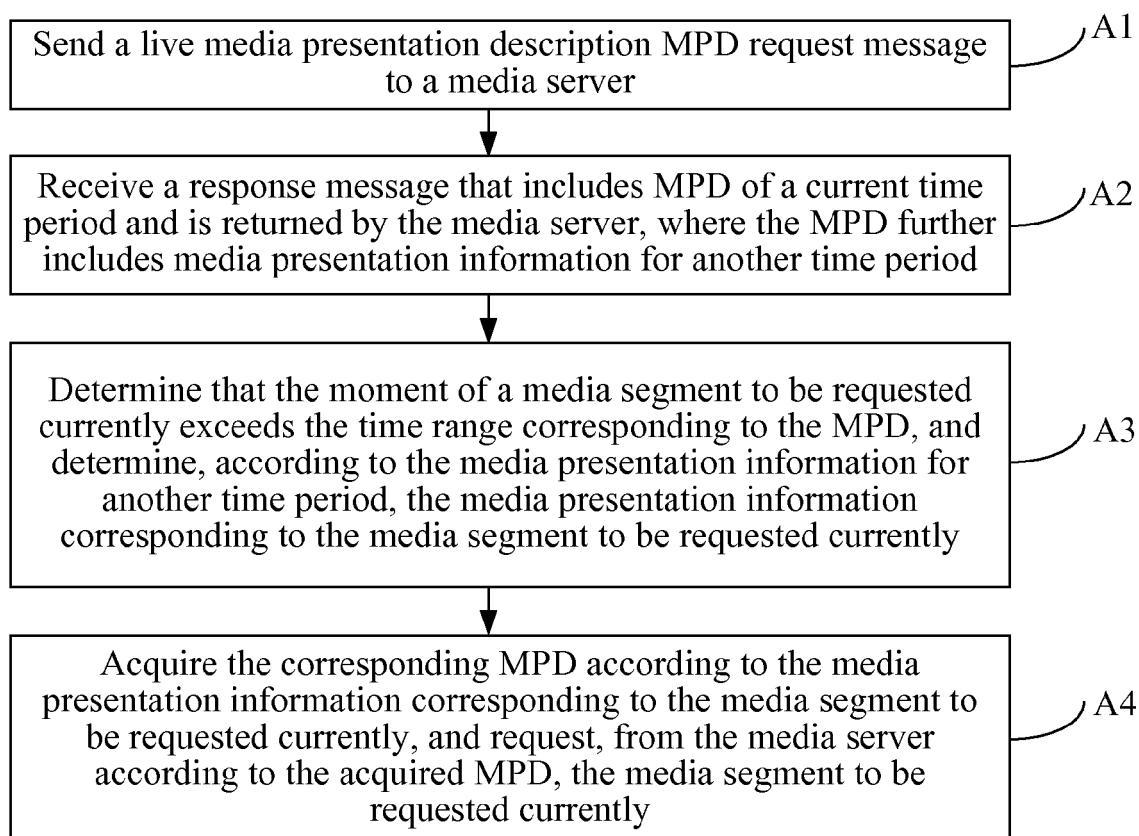 Send a live media presentation description MPD request message
to a media server
A1
Receive a response message that includes MPD of a current time
period and is returned by the media server, where the MPD further
includes media presentation information for another time period
A2
Determine that the moment of a media segment to be requested
currently exceeds the time range corresponding to the MPD, and
determine, according to the media presentation information for
another time period, the media presentation information
corresponding to the media segment to be requested currently
A3
Acquire the corresponding MPD according to the media
presentation information corresponding to the media segment to
be requested currently, and request, from the media server
according to the acquired MPD, the media segment to be
requested currently
A4